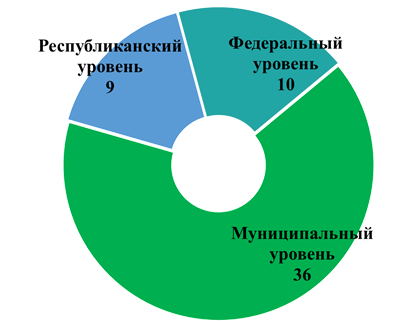 Республиканский
уровень
9
Федеральный
уровень
10
Муниципальный
уровень
36